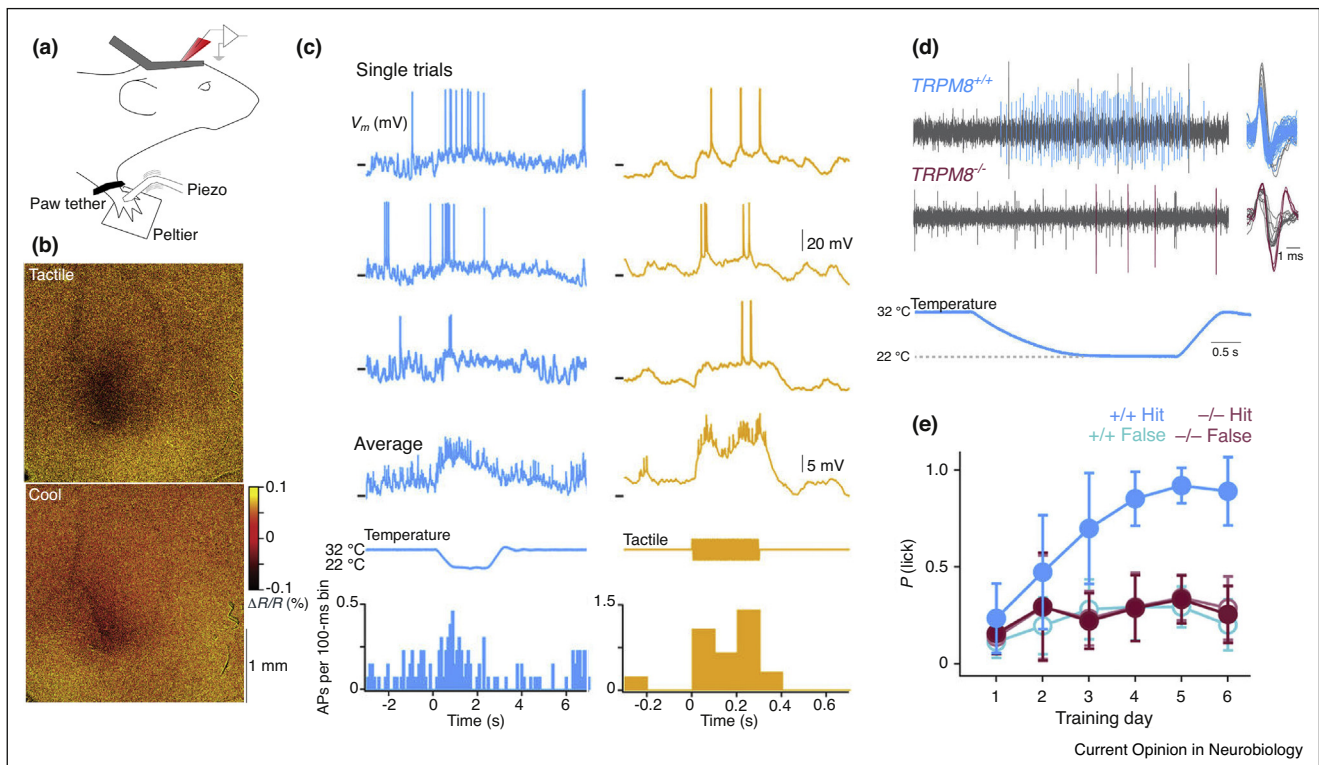 (a)
Paw tether
Piezo
Peltier
(b)
Tactile
Cool
0.1
-0.1
ΔR/R (%)
1 mm
(c)
Single trials
Vm (mV)
20 mV
Average
5 mV
Temperature
32 °C
22 °C
Tactile
APs per 100-ms bin
0.5
0
-2 0 2 4 6
Time (s)
1.5
0
-0.2 0 0.2 0.4 0.6
Time (s)
(d)
TRPM8+/+
TRPM8-/-
1 ms
Temperature
32 °C
22 °C
0.5 s
(e)
+/+ Hit –/– Hit
+/+ False –/– False
P (lick)
1.0
0.5
0
1 2 3 4 5 6
Training day
Current Opinion in Neurobiology